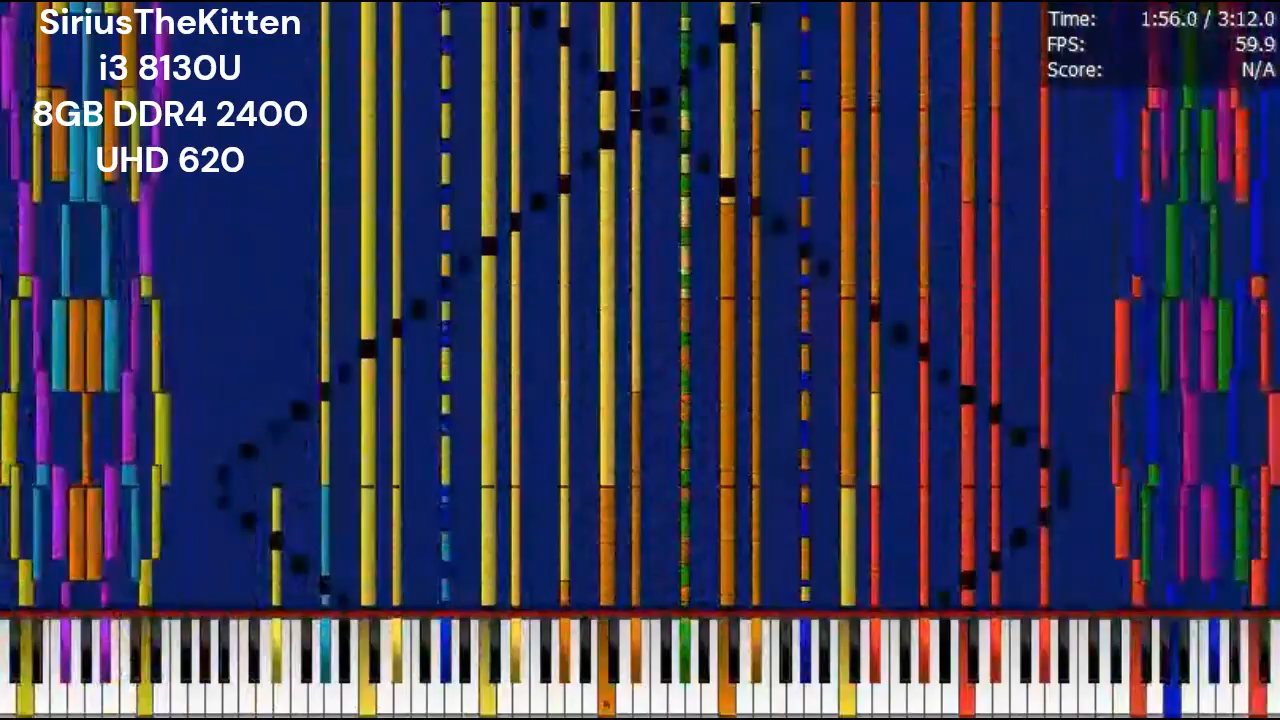 SiriusTheKitten
i3 8130U
8GB DDR4 2400
UHD 620
Time: 1:56.0 / 3:12.0
FPS: 59.9
Score: N/A